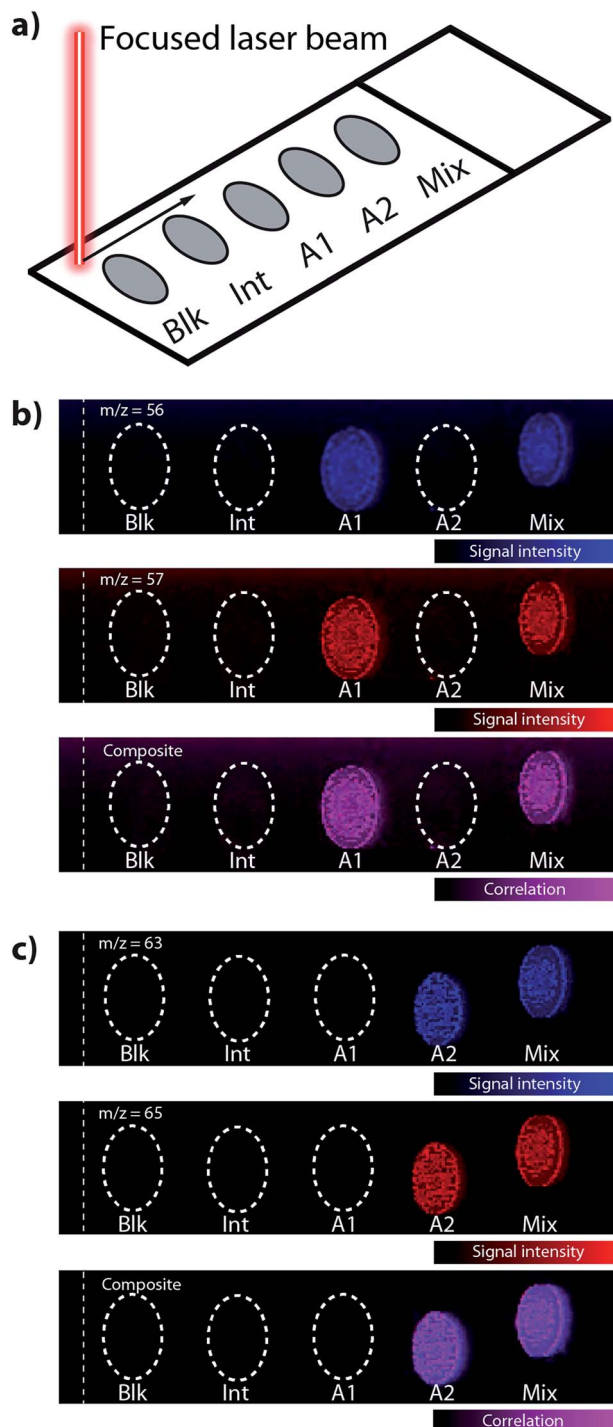 a)
Focused laser beam
Blk
Int
A1
A2
Mix
b)
m/z = 56
Blk Int A1 A2 Mix
Signal intensity
m/z = 57
Blk Int A1 A2 Mix
Signal intensity
Composite
Blk Int A1 A2 Mix
Correlation
c)
m/z = 63
Blk Int A1 A2 Mix
Signal intensity
m/z = 65
Blk Int A1 A2 Mix
Signal intensity
Composite
Blk Int A1 A2 Mix
Correlation